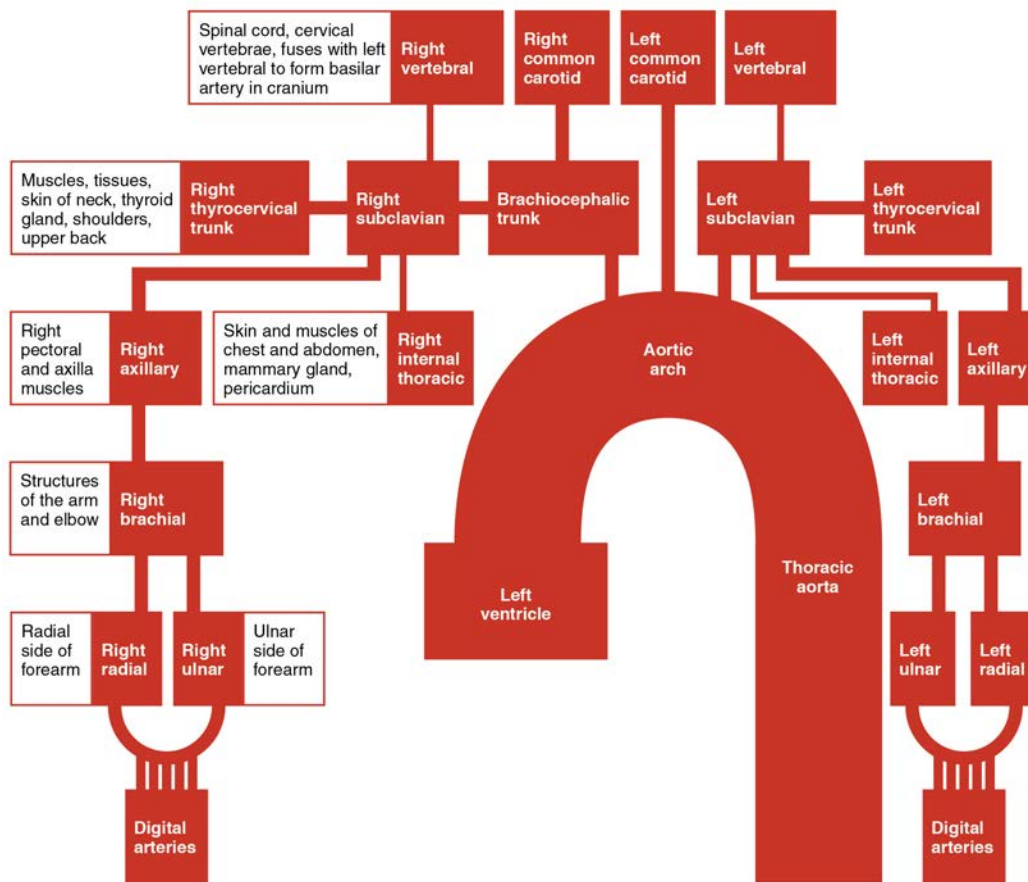 Spinal cord, cervical
vertebrae, fuses with left
vertebral to form basilar
artery in cranium
Right
vertebral
Right
common
carotid
Left
common
carotid
Left
vertebral
Muscles, tissues,
skin of neck, thyroid
gland, shoulders,
upper back
Right
thyrocervical
trunk
Right
subclavian
Brachiocephalic
trunk
Left
subclavian
Left
thyrocervical
trunk
Right
pectoral
and axilla
muscles
Right
axillary
Skin and muscles of
chest and abdomen,
mammary gland,
pericardium
Right
internal
thoracic
Aortic
arch
Left
internal
thoracic
Left
axillary
Structures
of the arm
and elbow
Right
brachial
Left
brachial
Left
ventricle
Thoracic
aorta
Radial
side of
forearm
Right
radial
Right
ulnar
Ulnar
side of
forearm
Left
ulnar
Left
radial
Digital
arteries
Digital
arteries